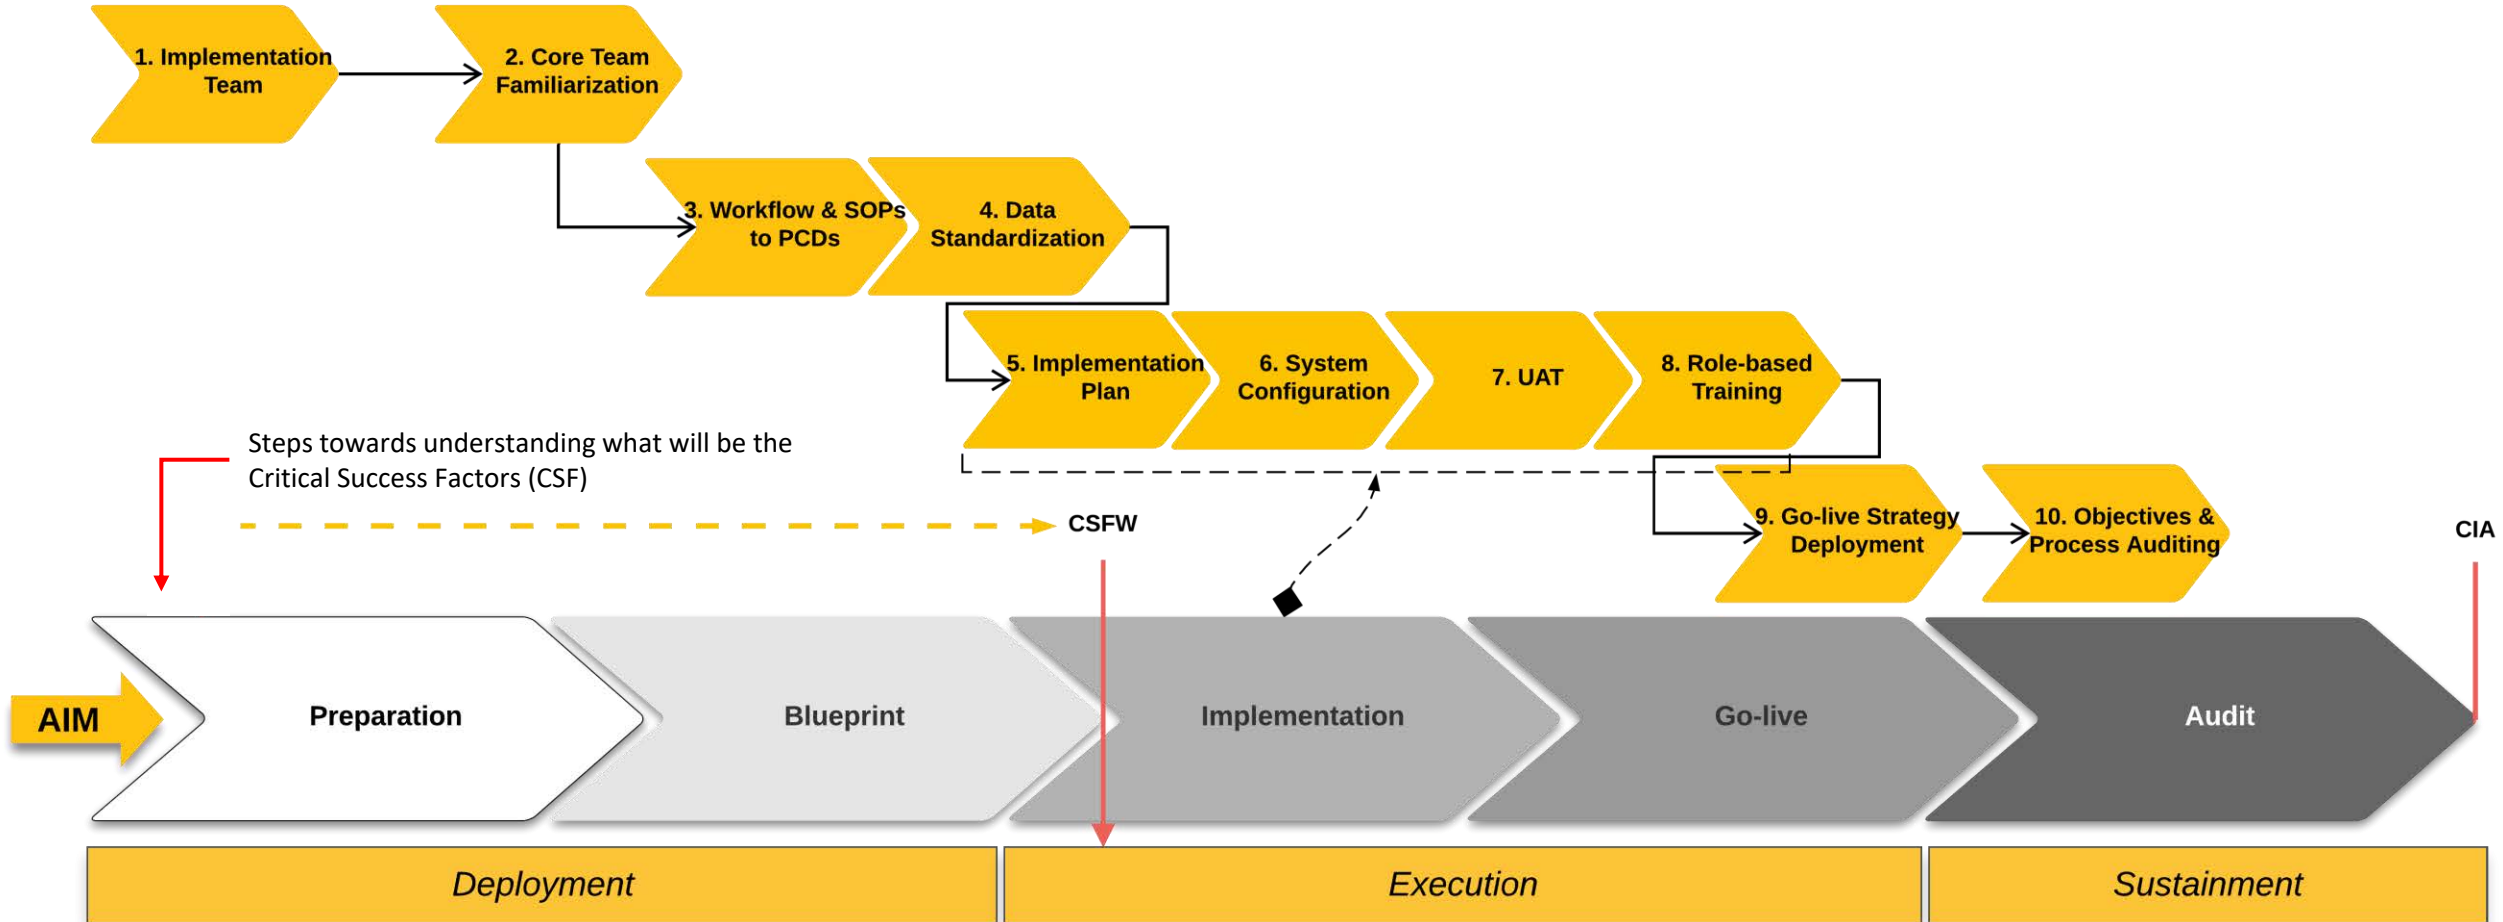 1. Implementation
Team
2. Core Team
Familiarization
3. Workflow & SOPs
to PCDs
4. Data
Standardization
5. Implementation
Plan
6. System
Configuration
7. UAT
8. Role-based
Training
Steps towards understanding what will be the
Critical Success Factors (CSF)
CSFW
9. Go-live Strategy
Deployment
10. Objectives &
Process Auditing
CIA
AIM
Preparation
Blueprint
Implementation
Go-live
Audit
Deployment
Execution
Sustainment